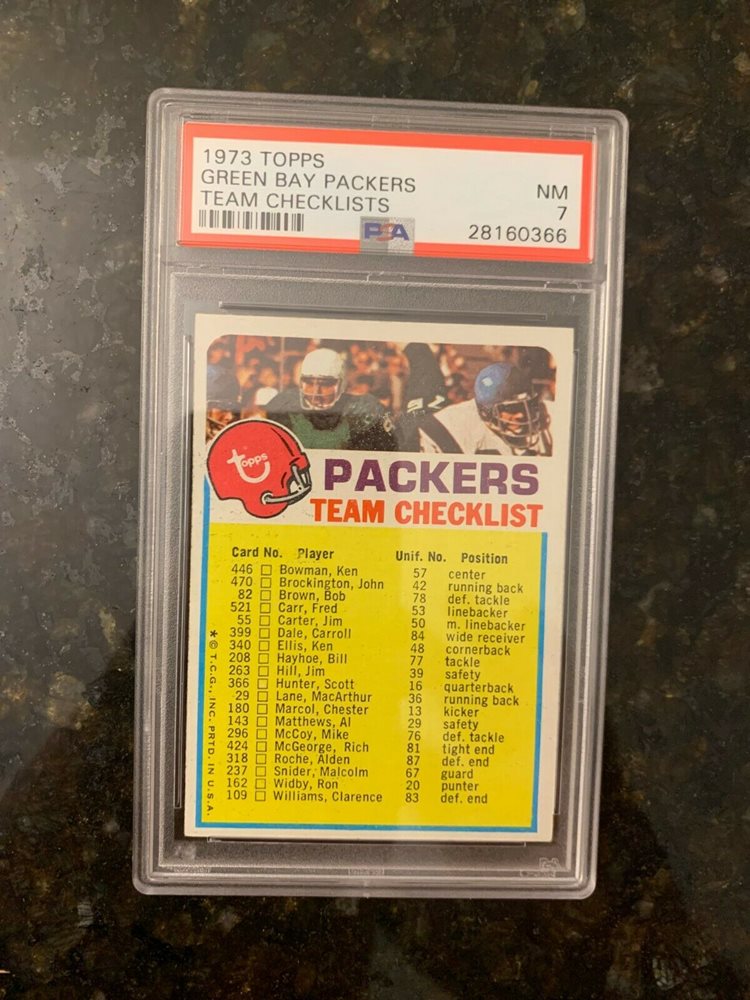 1973 TOPPS
GREEN BAY PACKERS
NM
TEAM CHECKLISTS
7
PSA
28160366
topps
PACKERS
TEAM CHECKLIST
Card No. Player Unif. No. Position
446 Bowman, Ken 57 center
470 Brockington, John 42 running back
82 Brown, Bob 78 def. tackle
521 Carr, Fred 53 linebacker
55 Carter, Jim 50 m. linebacker
399 Dale, Carroll 84 wide receiver
340 Ellis, Ken 48 cornerback
208 Hayhoe, Bill 77 tackle
263 Hill, Jim 39 safety
366 Hunter, Scott 16 quarterback
29 Lane, MacArthur 36 running back
180 Marcol, Chester 13 kicker
143 Matthews, Al 29 safety
296 McCoy, Mike 76 def. tackle
424 McGeorge, Rich 81 tight end
318 Roche, Alden 87 def. end
237 Snider, Malcolm 67 guard
162 Widby, Ron 20 punter
109 Williams, Clarence 83 def. end
* © T.C.G., INC. PRTD. IN U.S.A.